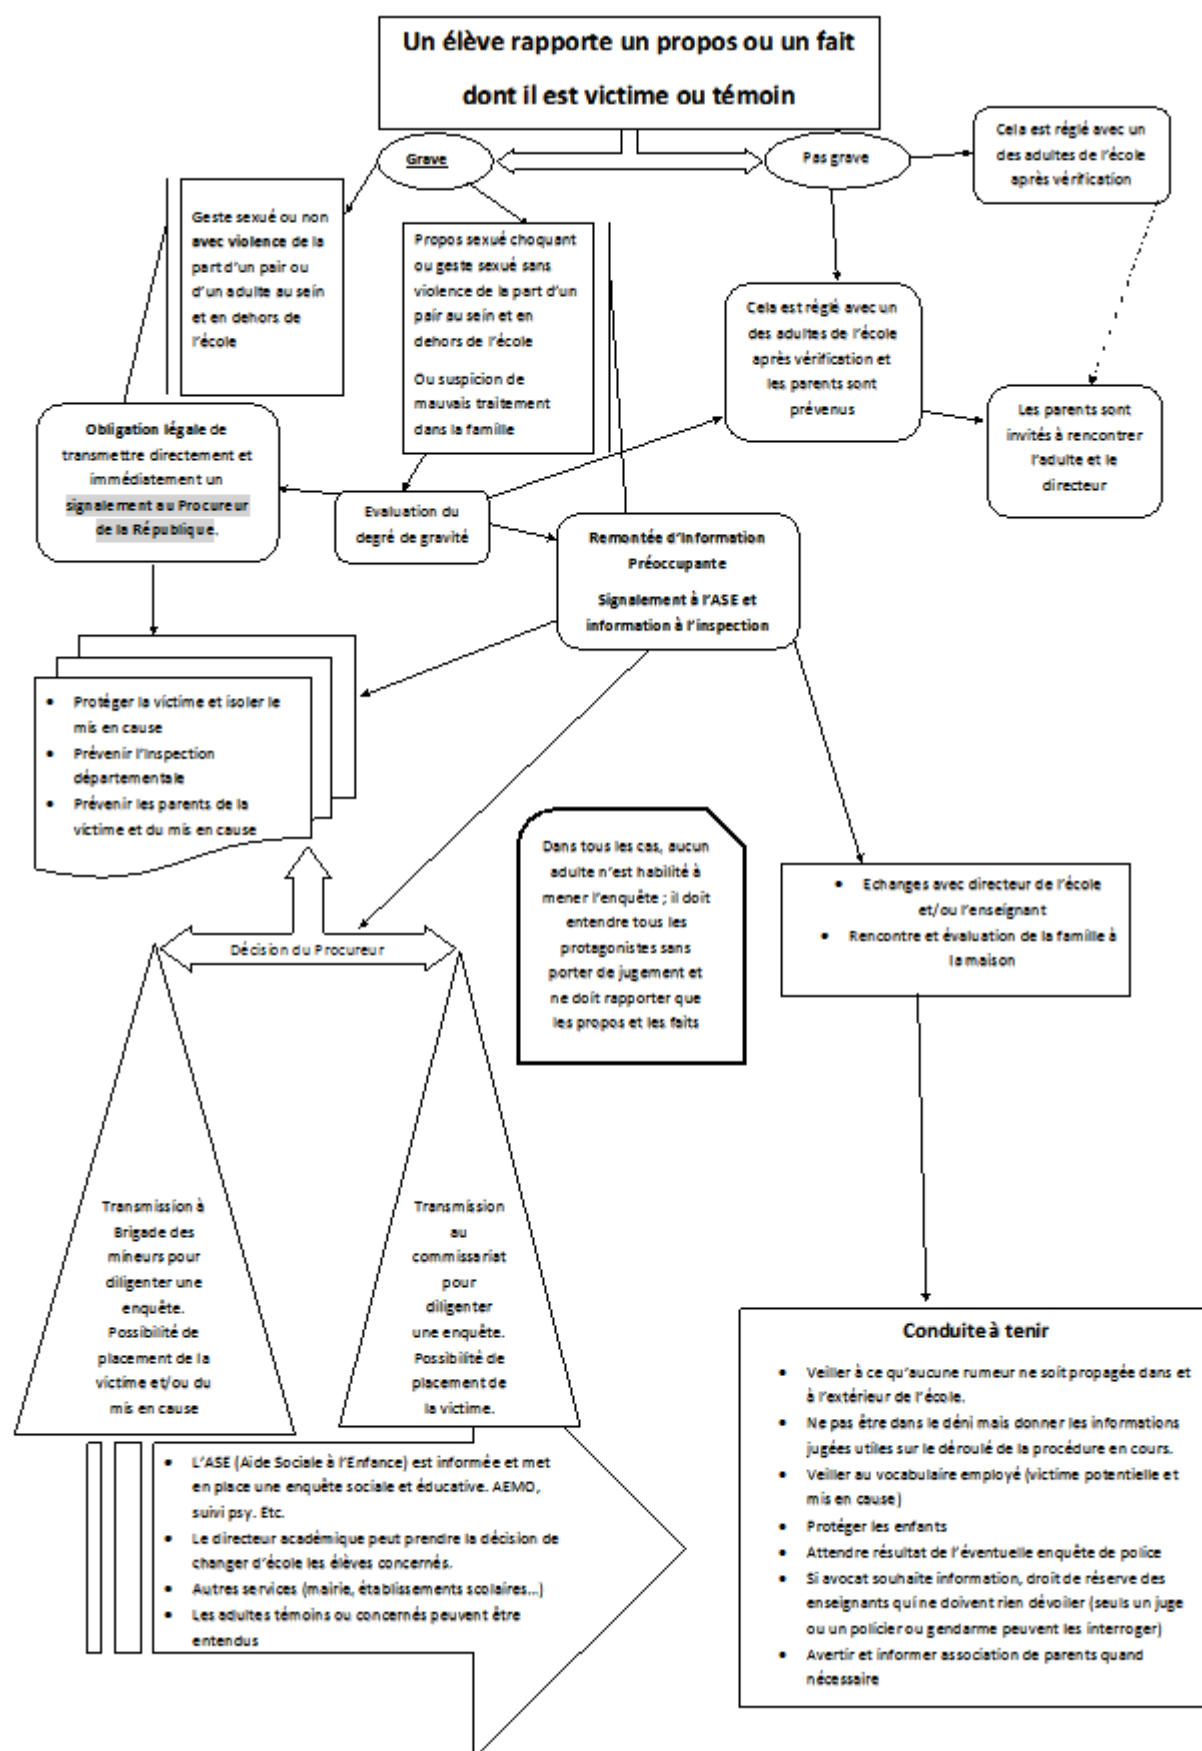 Un élève rapporte un propos ou un fait
dont il est victime ou témoin
Grave
Pas grave
Cela est réglé avec un
des adultes de l'école
après vérification
Geste sexué ou non
avec violence de la
part d'un pair ou
d'un adulte au sein
et en dehors de
l'école
Propos sexué choquant
ou geste sexué sans
violence de la part d'un
pair au sein et en
dehors de l'école
Ou suspicion de
mauvais traitement
dans la famille
Cela est réglé avec un
des adultes de l'école
après vérification et
les parents sont
prévenus
Les parents sont
invités à rencontrer
l'adulte et le
directeur
Obligation légale de
transmettre directement et
immédiatement un
signalement au Procureur
de la République.
Evaluation du
degré de gravité
Remontée d'Information
Préoccupante
Signalement à l'ASE et
information à l'inspection
• Protéger la victime et isoler le
mis en cause
• Prévenir l'Inspection
départementale
• Prévenir les parents de la
victime et du mis en cause
Dans tous les cas, aucun
adulte n'est habilité à
mener l'enquête ; il doit
entendre tous les
protagonistes sans
porter de jugement et
ne doit rapporter que
les propos et les faits
• Echanges avec directeur de l'école
et/ou l'enseignant
• Rencontre et évaluation de la famille à
la maison
Décision du Procureur
Transmission à
Brigade des
mineurs pour
diligenter une
enquête.
Possibilité de
placement de la
victime et/ou du
mis en cause
Transmission
au
commissariat
pour
diligenter
une enquête.
Possibilité de
placement de
la victime.
Conduite à tenir
• Veiller à ce qu'aucune rumeur ne soit propagée dans et
à l'extérieur de l'école.
• Ne pas être dans le déni mais donner les informations
jugées utiles sur le déroulé de la procédure en cours.
• Veiller au vocabulaire employé (victime potentielle et
mis en cause)
• Protéger les enfants
• Attendre résultat de l'éventuelle enquête de police
• Si avocat souhaite information, droit de réserve des
enseignants qui ne doivent rien dévoiler (seuls un juge
ou un policier ou gendarme peuvent les interroger)
• Avertir et informer association de parents quand
nécessaire
• L'ASE (Aide Sociale à l'Enfance) est informée et met
en place une enquête sociale et éducative. AEMO,
suivi psy. Etc.
• Le directeur académique peut prendre la décision de
changer d'école les élèves concernés.
• Autres services (mairie, établissements scolaires...)
• Les adultes témoins ou concernés peuvent être
entendus